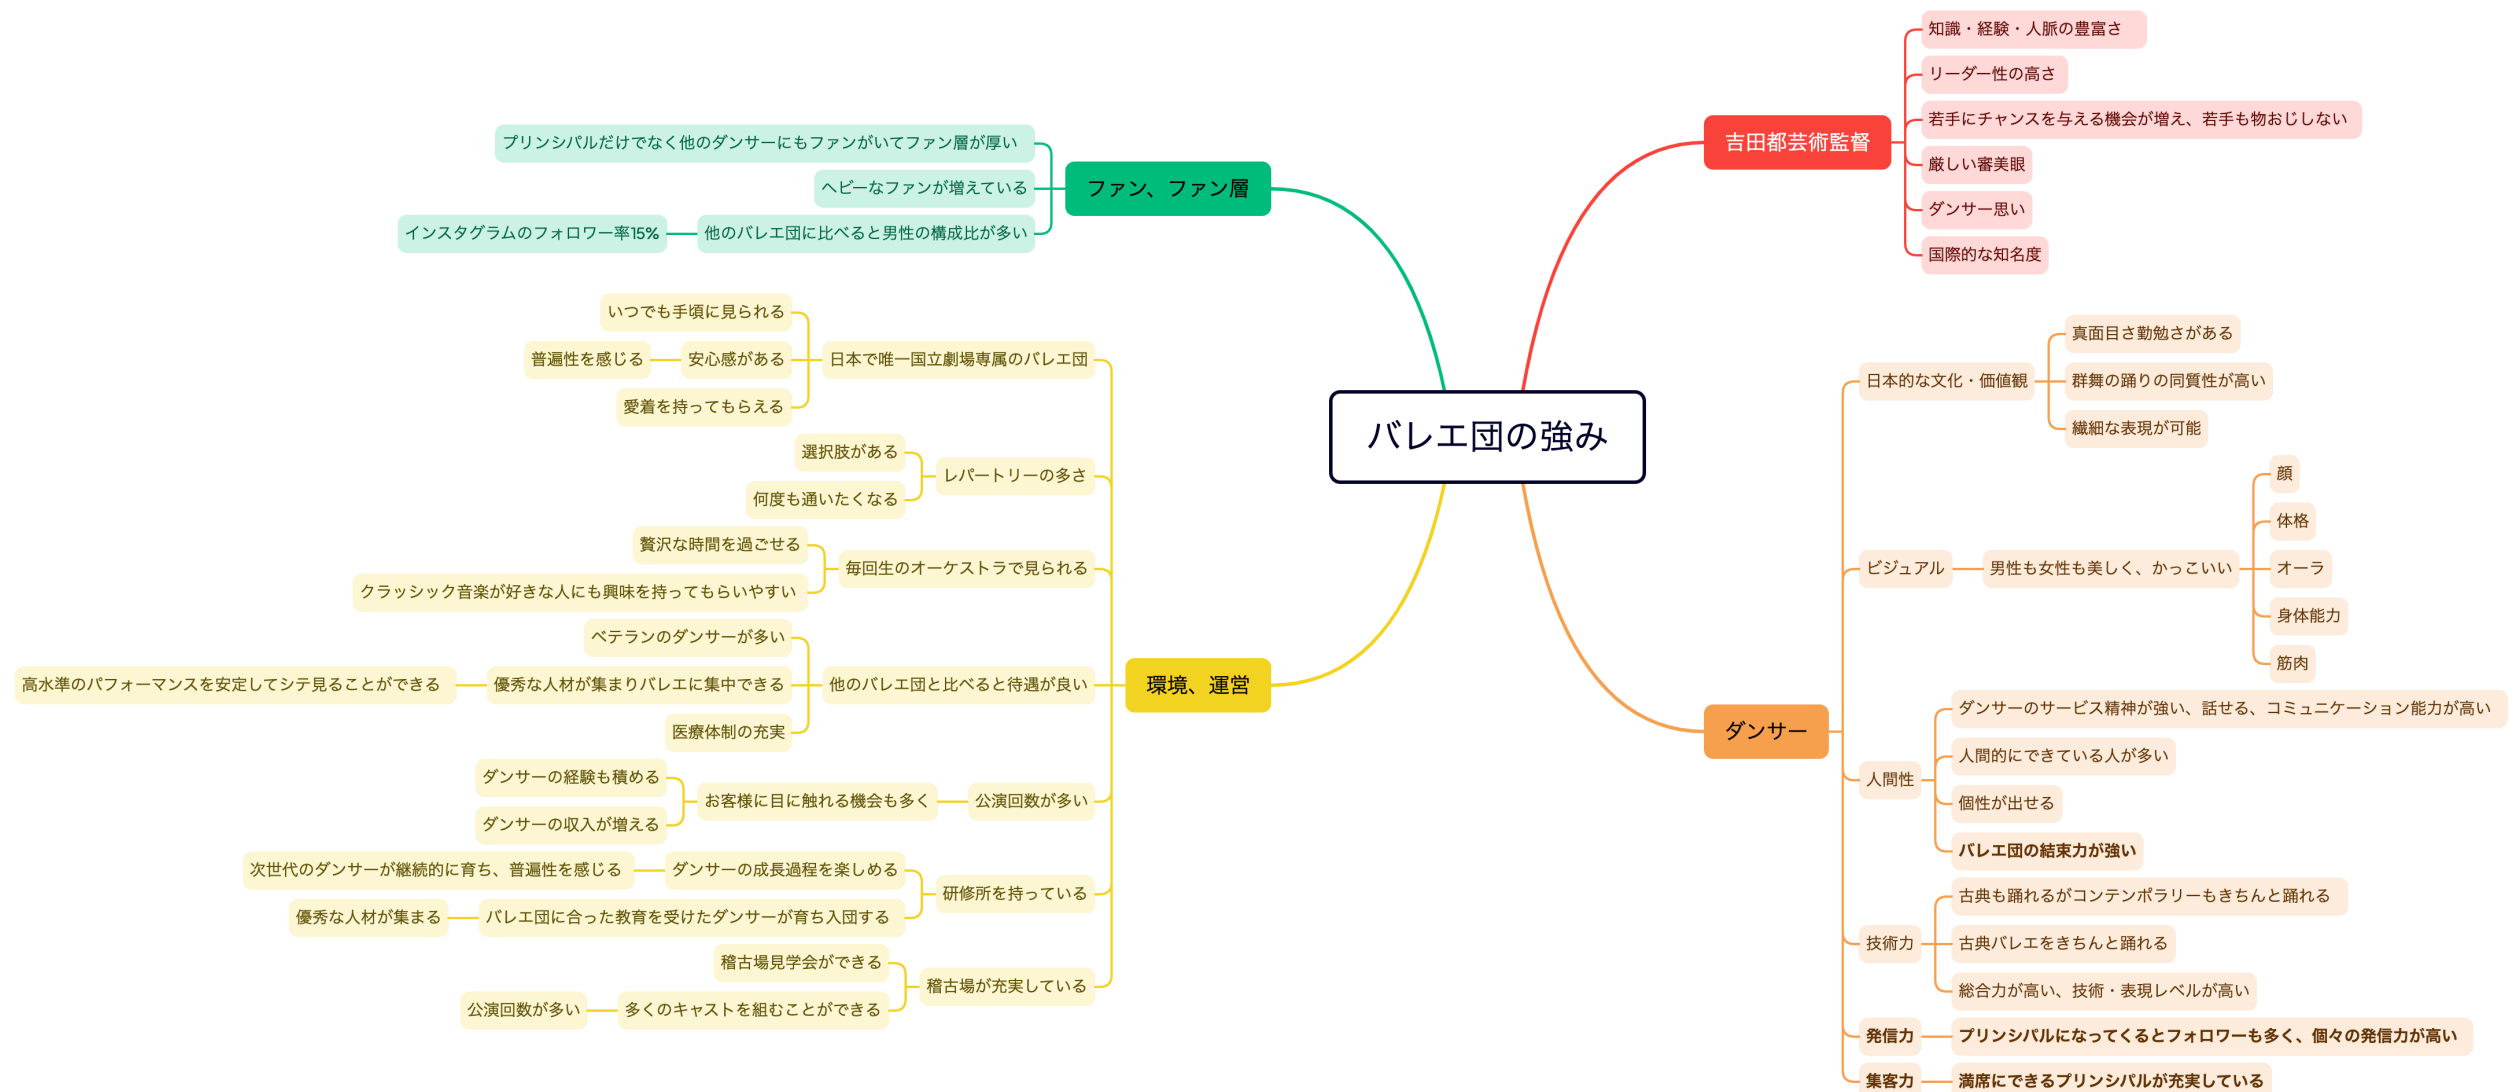 バレエ団の強み
吉田都芸術監督
知識・経験・人脈の豊富さ
リーダー性の高さ
若手にチャンスを与える機会が増え、若手も物おじしない
厳しい審美眼
ダンサー思い
国際的な知名度
ダンサー
日本的な文化・価値観
真面目さ勤勉さがある
群舞の踊りの同質性が高い
繊細な表現が可能
ビジュアル
男性も女性も美しく、かっこいい
顔
体格
オーラ
身体能力
筋肉
人間性
ダンサーのサービス精神が強い、話せる、コミュニケーション能力が高い
人間的にできている人が多い
個性が出せる
バレエ団の結束力が強い
技術力
古典も踊れるがコンテンポラリーもきちんと踊れる
古典バレエをきちんと踊れる
総合力が高い、技術・表現レベルが高い
発信力
プリンシパルになってくるとフォロワーも多く、個々の発信力が高い
集客力
満席にできるプリンシパルが充実している
ファン、ファン層
プリンシパルだけでなく他のダンサーにもファンがいてファン層が厚い
ヘビーなファンが増えている
他のバレエ団に比べると男性の構成比が多い
インスタグラムのフォロワー率15%
環境、運営
日本で唯一国立劇場専属のバレエ団
いつでも手頃に見られる
安心感がある
普遍性を感じる
愛着を持ってもらえる
レパートリーの多さ
選択肢がある
何度も通いたくなる
毎回生のオーケストラで見られる
贅沢な時間を過ごせる
クラッシック音楽が好きな人にも興味を持ってもらいやすい
他のバレエ団と比べると待遇が良い
ベテランのダンサーが多い
優秀な人材が集まりバレエに集中できる
高水準のパフォーマンスを安定してシテ見ることができる
医療体制の充実
公演回数が多い
お客様に目に触れる機会も多く
ダンサーの経験も積める
ダンサーの収入が増える
研修所を持っている
ダンサーの成長過程を楽しめる
次世代のダンサーが継続的に育ち、普遍性を感じる
バレエ団に合った教育を受けたダンサーが育ち入団する
優秀な人材が集まる
稽古場が充実している
稽古場見学会ができる
多くのキャストを組むことができる
公演回数が多い